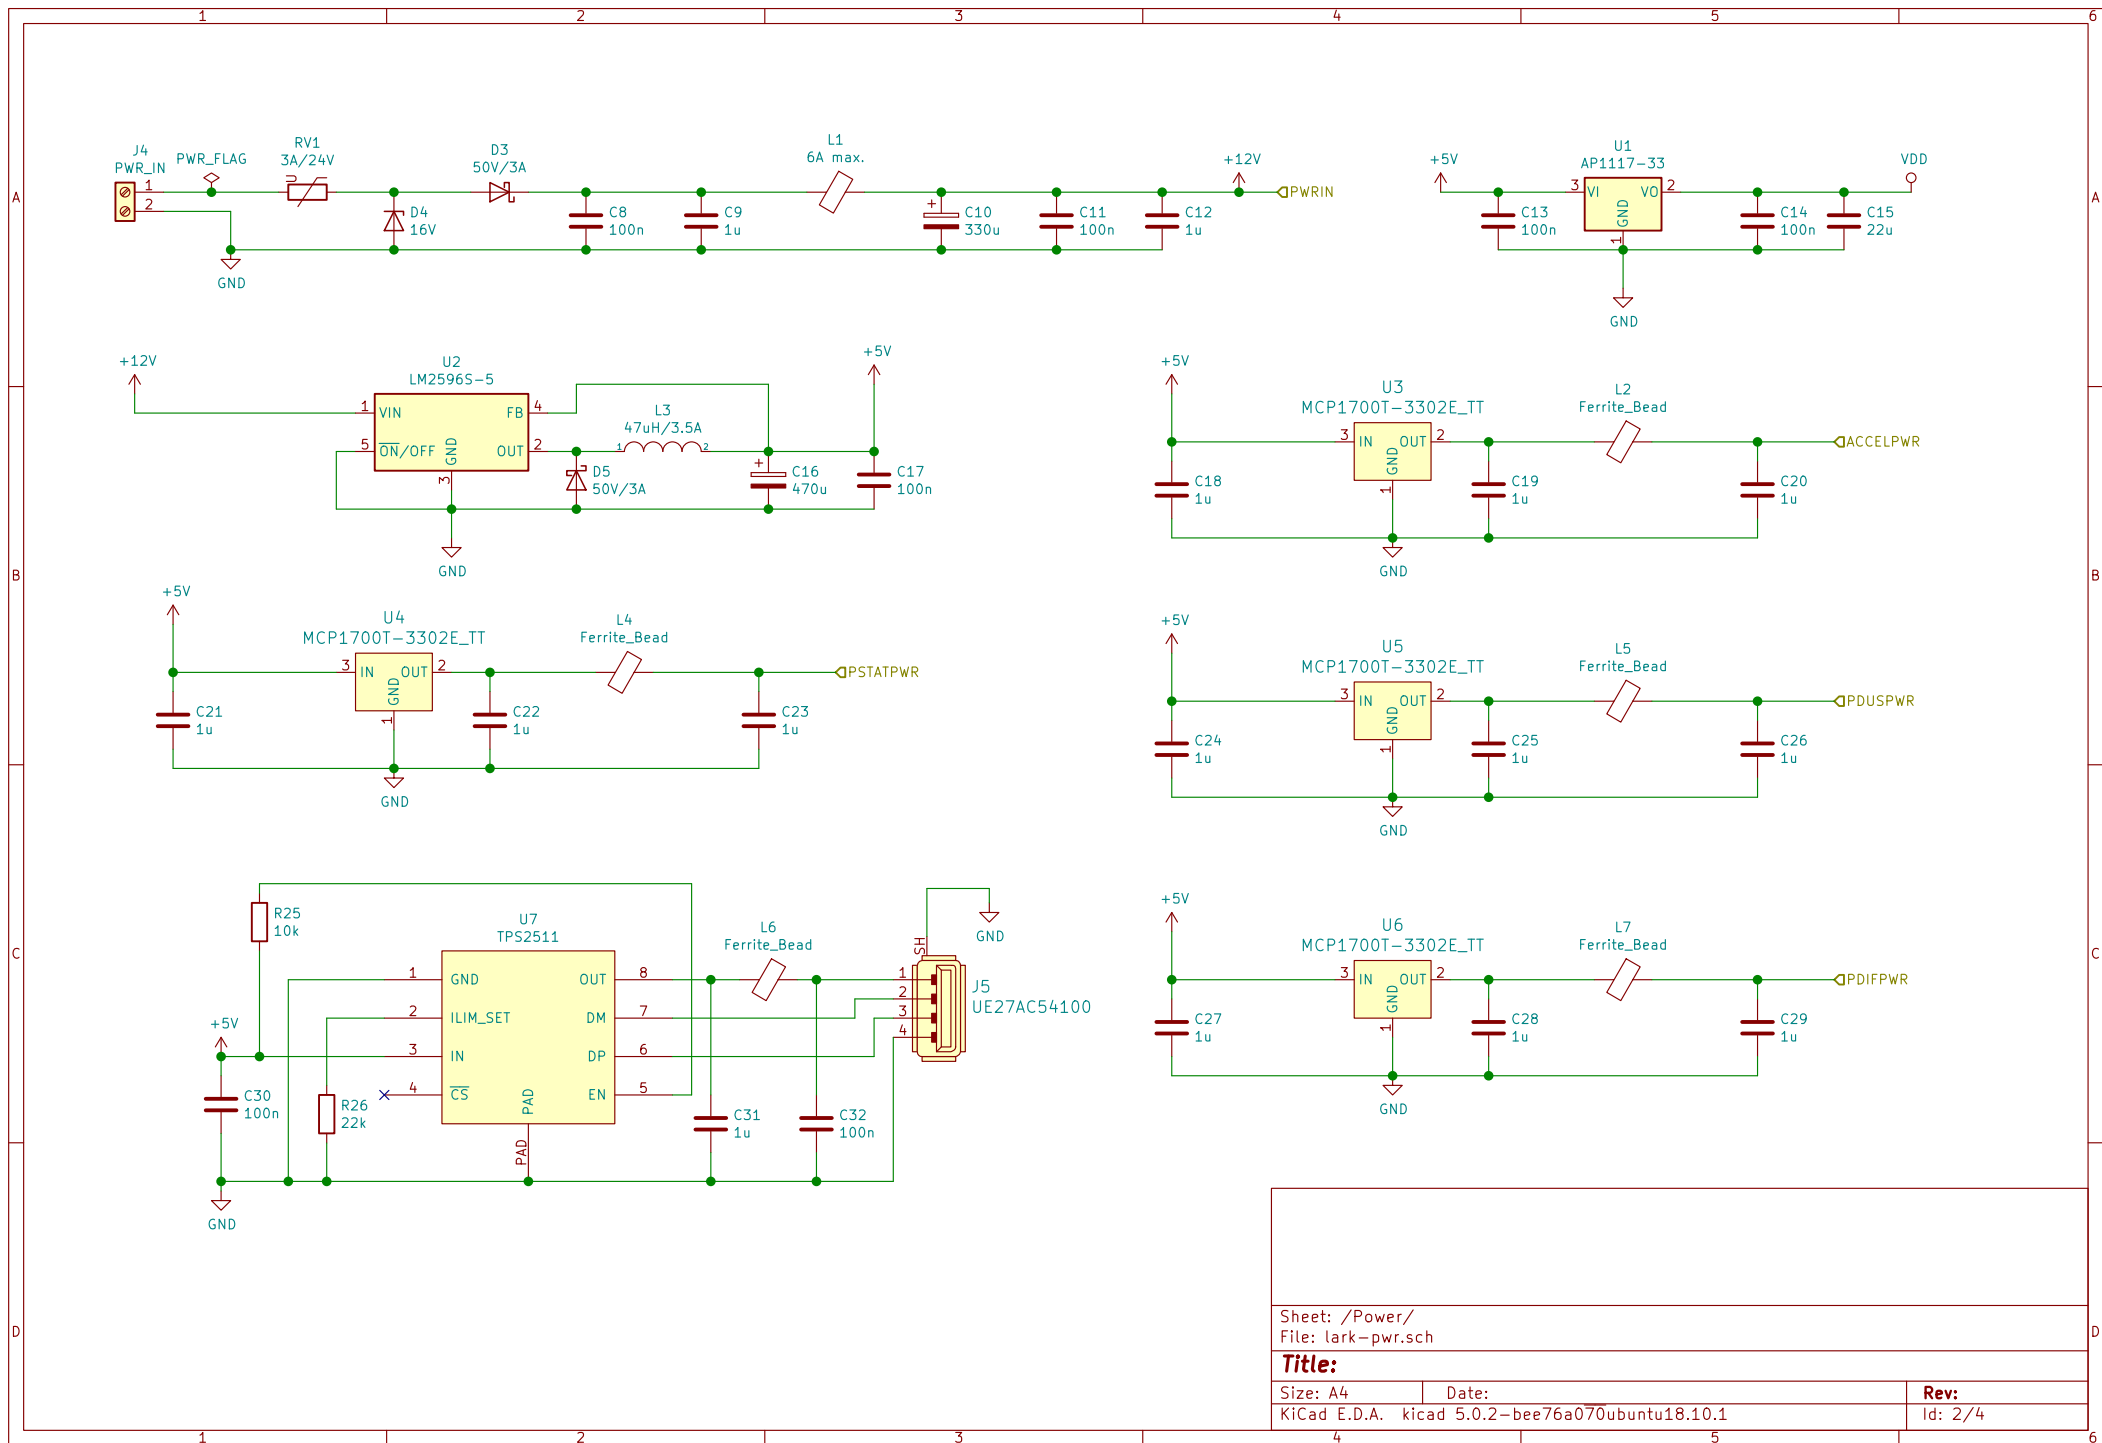 1 2 3 4 5 6
A A
B B
C C
D D
J4
PWR_IN
1
2
PWR_FLAG
GND
RV1
3A/24V
U
D4
16V
D3
50V/3A
C8
100n
C9
1u
L1
6A max.
+
C10
330u
C11
100n
C12
1u
+12V
PWRIN
+5V
C13
100n
U1
AP1117-33
3 VI VO 2
GND
1
GND
C14
100n
C15
22u
VDD
+12V
U2
LM2596S-5
1 VIN FB 4
5 ON/OFF OUT 2
GND
3
GND
L3
47uH/3.5A
1 2
D5
50V/3A
+
C16
470u
+5V
C17
100n
+5V
C18
1u
U3
MCP1700T-3302E_TT
3 IN OUT 2
GND
1
GND
C19
1u
L2
Ferrite_Bead
C20
1u
ACCELPWR
+5V
C21
1u
U4
MCP1700T-3302E_TT
3 IN OUT 2
GND
1
GND
C22
1u
L4
Ferrite_Bead
C23
1u
PSTATPWR
+5V
C24
1u
U5
MCP1700T-3302E_TT
3 IN OUT 2
GND
1
GND
C25
1u
L5
Ferrite_Bead
C26
1u
PDUSPWR
R25
10k
+5V
C30
100n
GND
R26
22k
U7
TPS2511
1 GND OUT 8
2 ILIM_SET DM 7
3 IN DP 6
4 CS EN 5
PAD
PAD
C31
1u
L6
Ferrite_Bead
C32
100n
SH
GND
1
2
3
4
J5
UE27AC54100
+5V
C27
1u
U6
MCP1700T-3302E_TT
3 IN OUT 2
GND
1
GND
C28
1u
L7
Ferrite_Bead
C29
1u
PDIFPWR
Sheet: /Power/
File: lark-pwr.sch
Title:
Size: A4 Date: Rev:
KiCad E.D.A. kicad 5.0.2-bee76a070ubuntu18.10.1 Id: 2/4
1 2 3 4 5 6